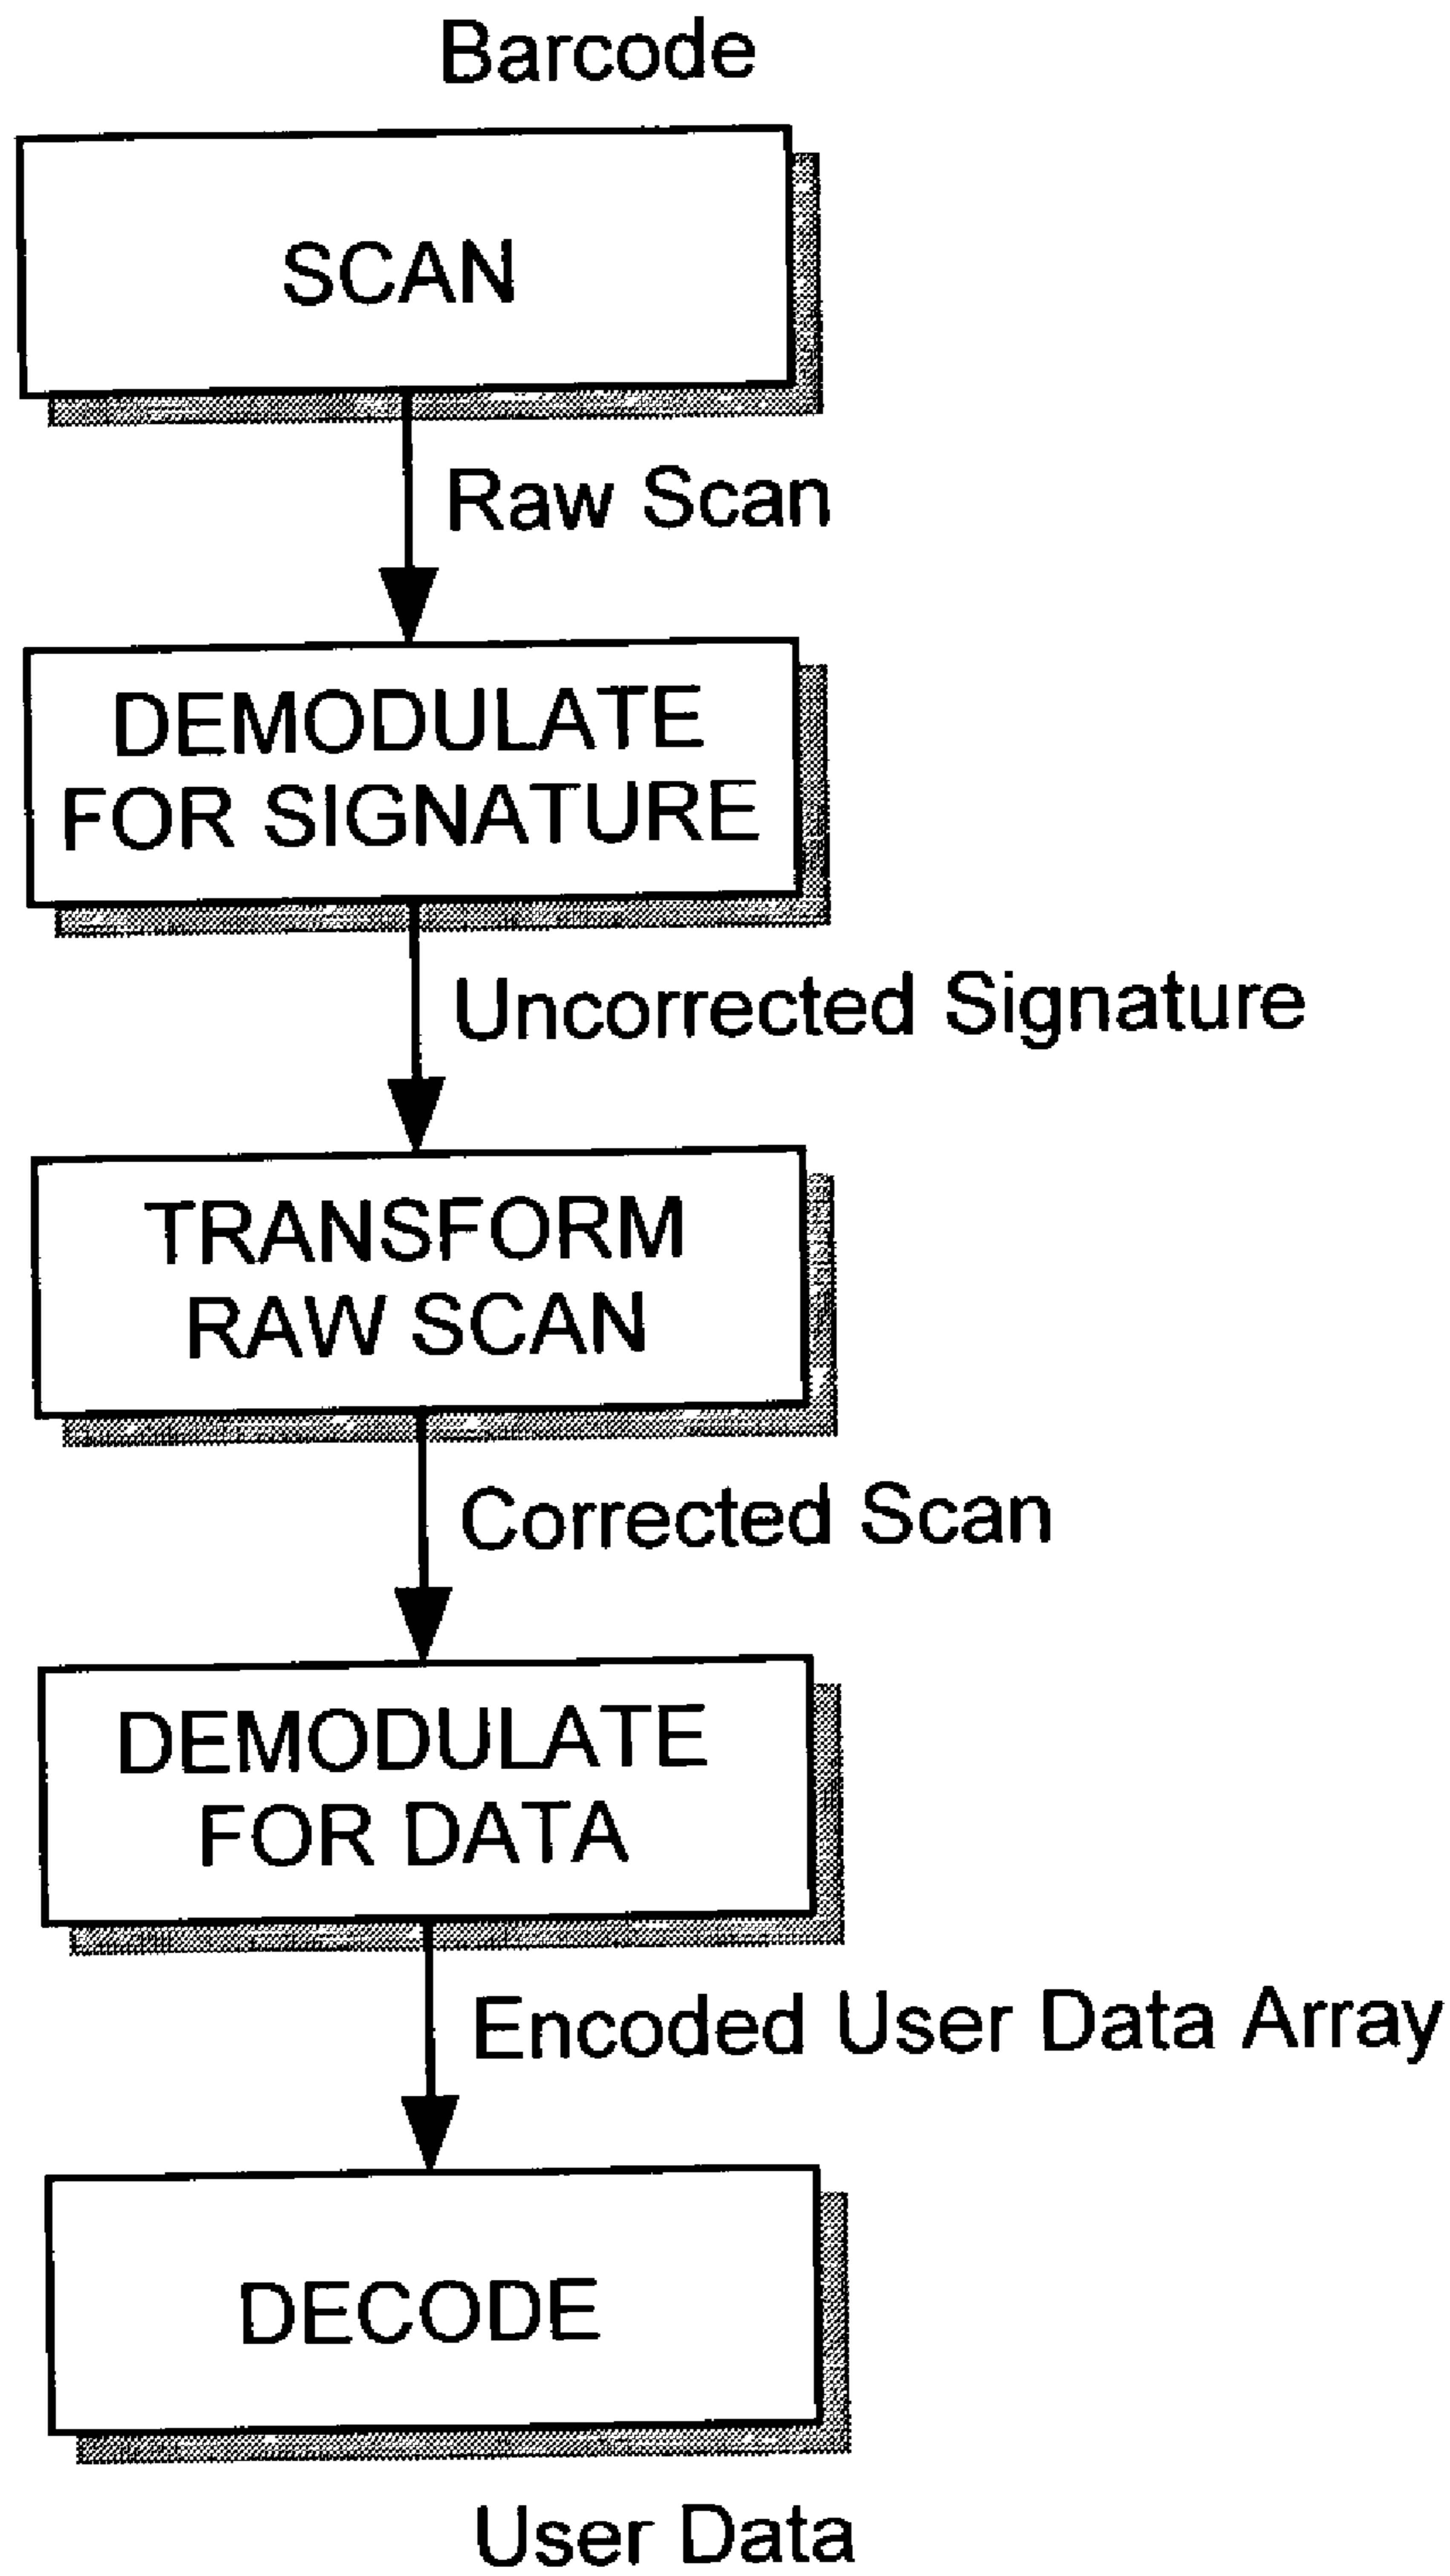 Barcode
SCAN
Raw Scan
DEMODULATE
FOR SIGNATURE
Uncorrected Signature
TRANSFORM
RAW SCAN
Corrected Scan
DEMODULATE
FOR DATA
Encoded User Data Array
DECODE
User Data